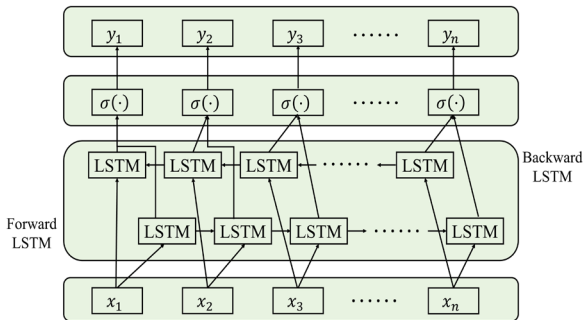 y₁ y₂ y₃ ······ yₙ
σ(·) σ(·) σ(·) ······ σ(·)
LSTM LSTM LSTM ······ LSTM
Backward
LSTM
Forward
LSTM
LSTM LSTM LSTM ······ LSTM
x₁ x₂ x₃ ······ xₙ